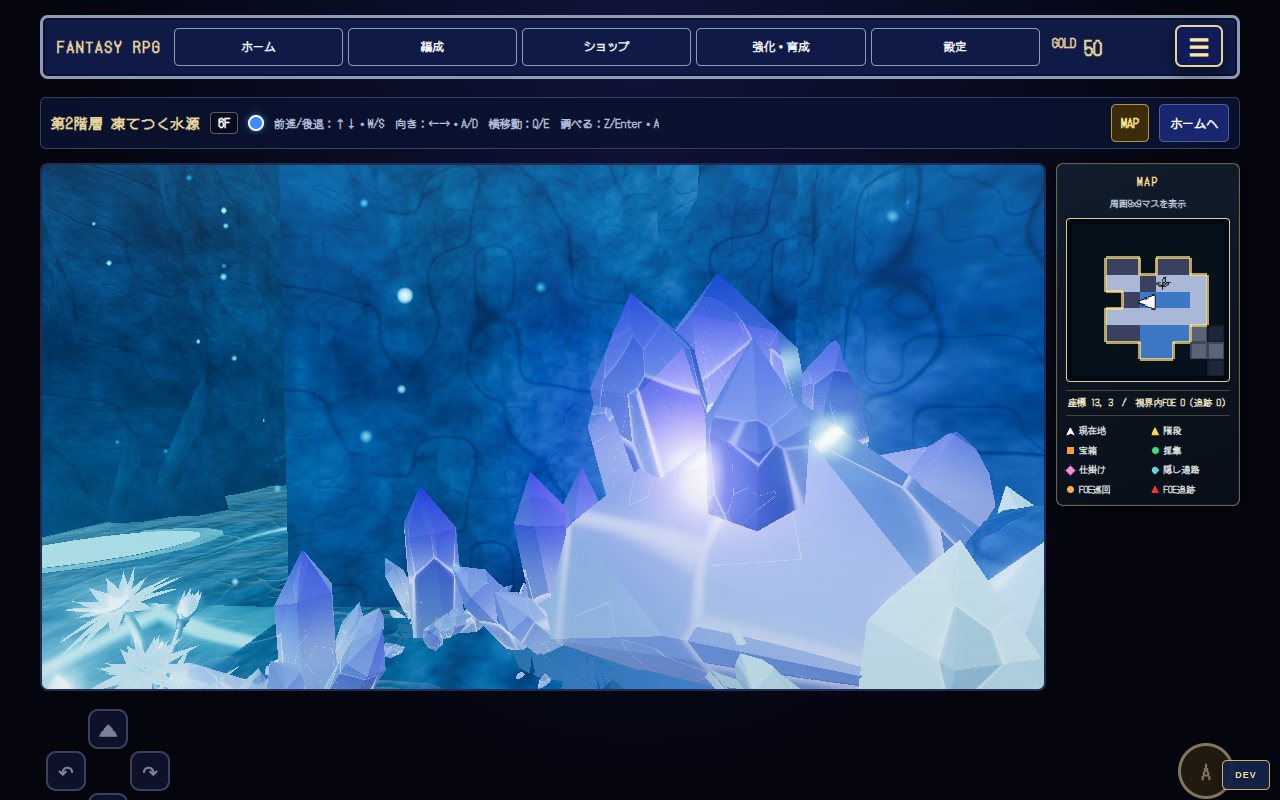 FANTASY RPG
ホーム
編成
ショップ
強化・育成
設定
GOLD 50
第2階層 凍てつく水源
6F
前進/後退：↑↓・W/S 向き：←→・A/D 横移動：Q/E 調べる：Z/Enter・A
MAP
ホームへ
MAP
周囲9x9マスを表示
座標 13, 3 / 視界内FOE 0 (追跡 0)
現在地
階段
宝箱
採集
仕掛け
隠し通路
FOE巡回
FOE追跡
A
DEV